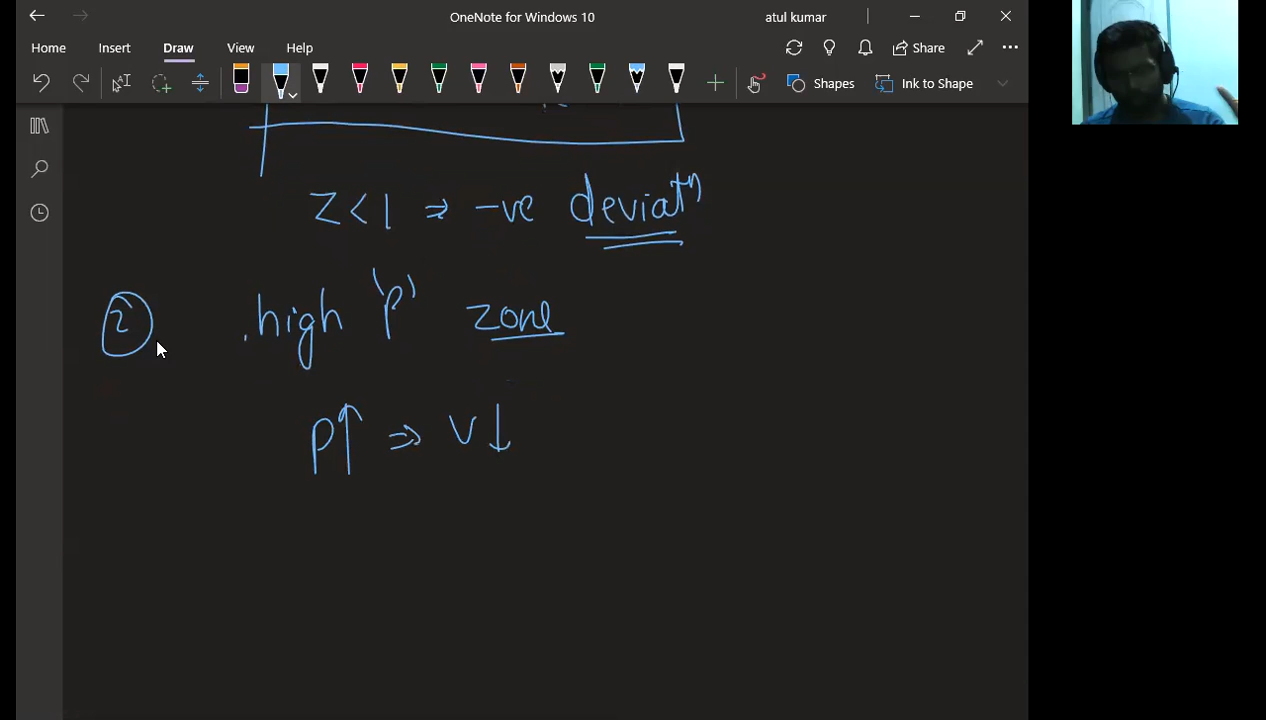 OneNote for Windows 10
atul kumar
Home Insert Draw View Help
Share
Shapes
Ink to Shape
Z < 1 ⇒ -ve deviatⁿ
② high 'P' zone
P↑ ⇒ V↓